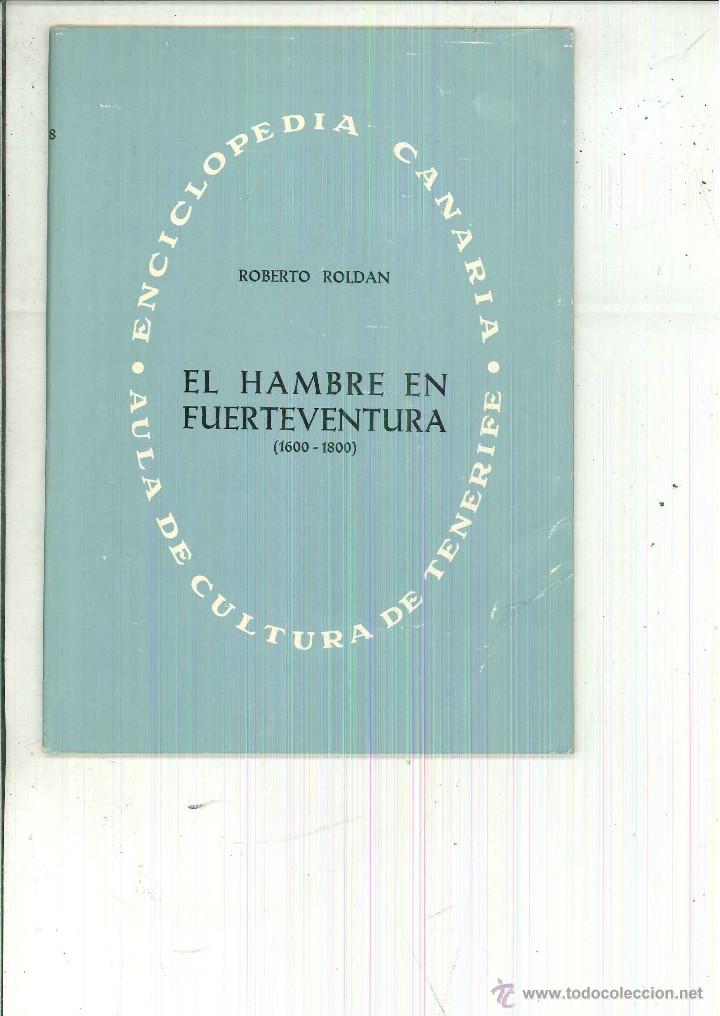 8
ENCICLOPEDIA CANARIA
ROBERTO ROLDAN
EL HAMBRE EN
FUERTEVENTURA
(1600 - 1800)
AULA DE CULTURA DE TENERIFE
TC
www.todocoleccion.net